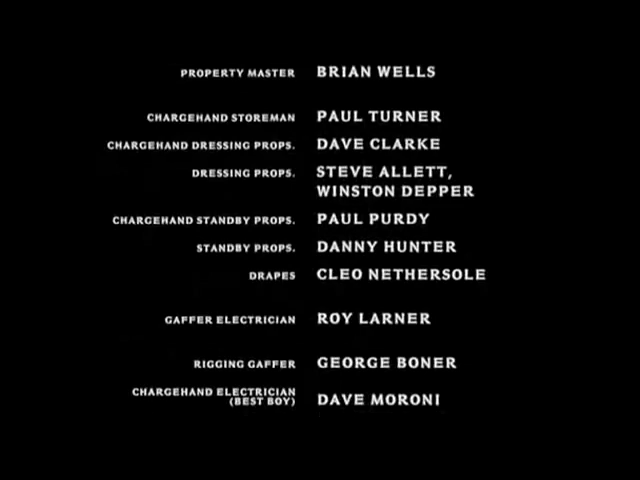 PROPERTY MASTER BRIAN WELLS
CHARGEHAND STOREMAN PAUL TURNER
CHARGEHAND DRESSING PROPS. DAVE CLARKE
DRESSING PROPS. STEVE ALLETT,
WINSTON DEPPER
CHARGEHAND STANDBY PROPS. PAUL PURDY
STANDBY PROPS. DANNY HUNTER
DRAPES CLEO NETHERSOLE
GAFFER ELECTRICIAN ROY LARNER
RIGGING GAFFER GEORGE BONER
CHARGEHAND ELECTRICIAN
(BEST BOY) DAVE MORONI